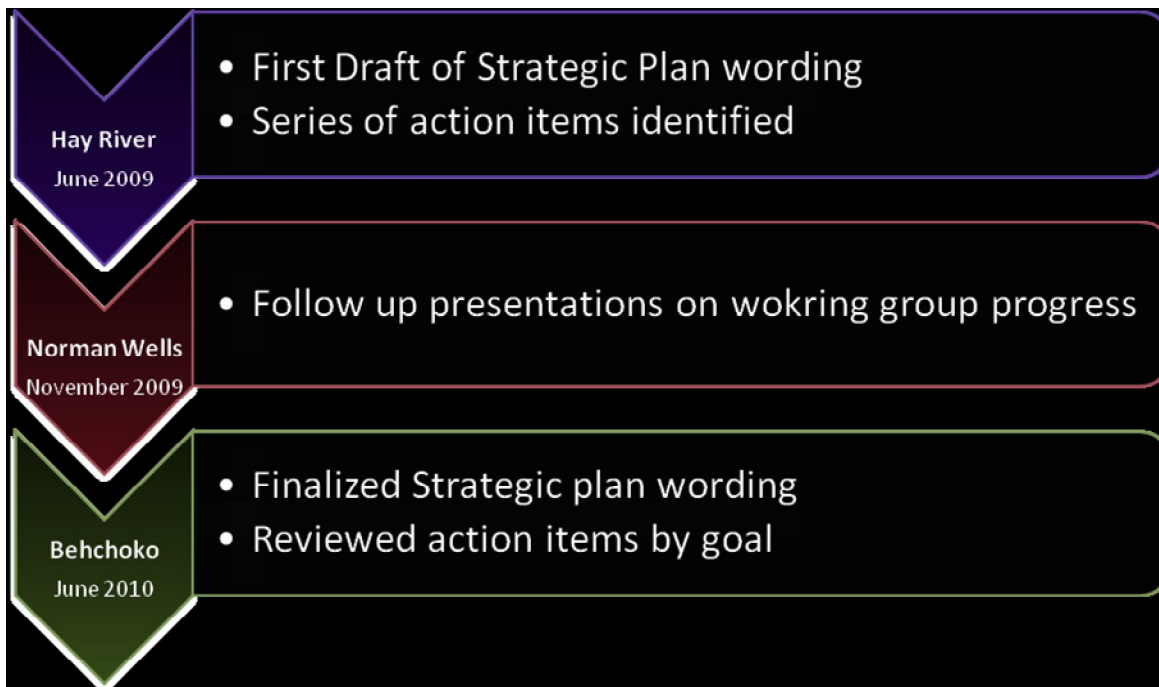 Hay River
June 2009
• First Draft of Strategic Plan wording
• Series of action items identified
Norman Wells
November 2009
• Follow up presentations on wokring group progress
Behchoko
June 2010
• Finalized Strategic plan wording
• Reviewed action items by goal